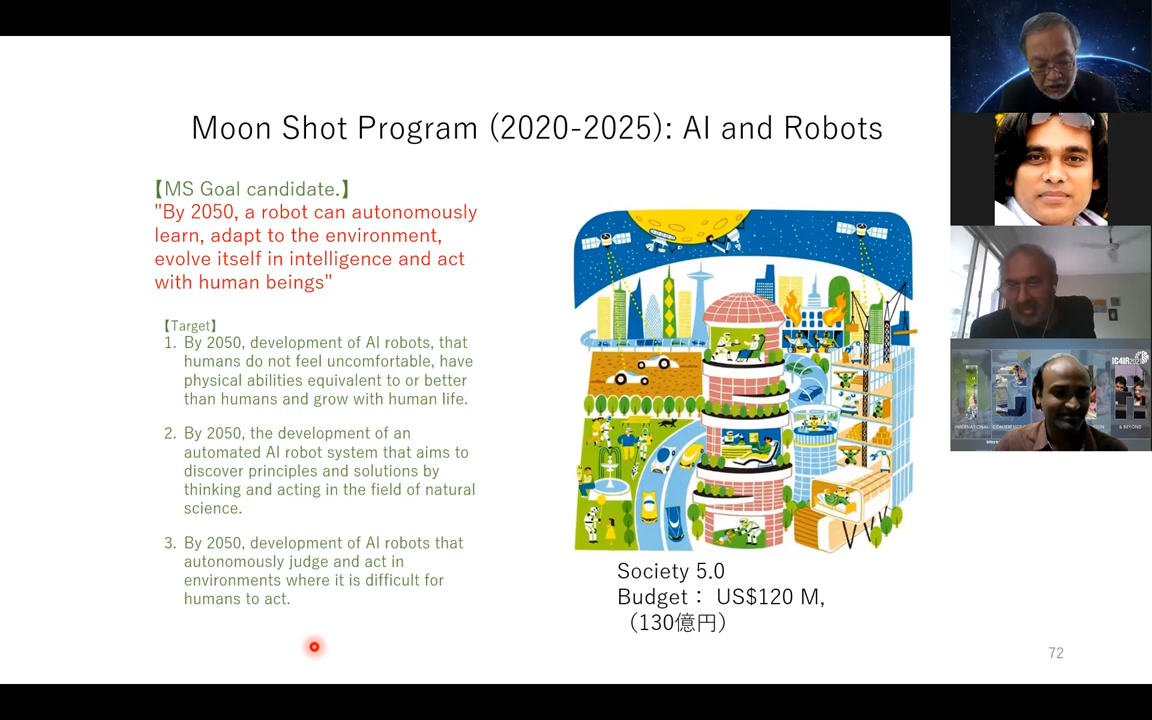 Moon Shot Program (2020-2025): AI and Robots
【MS Goal candidate.】
"By 2050, a robot can autonomously
learn, adapt to the environment,
evolve itself in intelligence and act
with human beings"
【Target】
1. By 2050, development of AI robots, that
humans do not feel uncomfortable, have
physical abilities equivalent to or better
than humans and grow with human life.
2. By 2050, the development of an
automated AI robot system that aims to
discover principles and solutions by
thinking and acting in the field of natural
science.
3. By 2050, development of AI robots that
autonomously judge and act in
environments where it is difficult for
humans to act.
Society 5.0
Budget： US$120 M,
（130億円）
72
INTERNATIONAL
& BEYOND